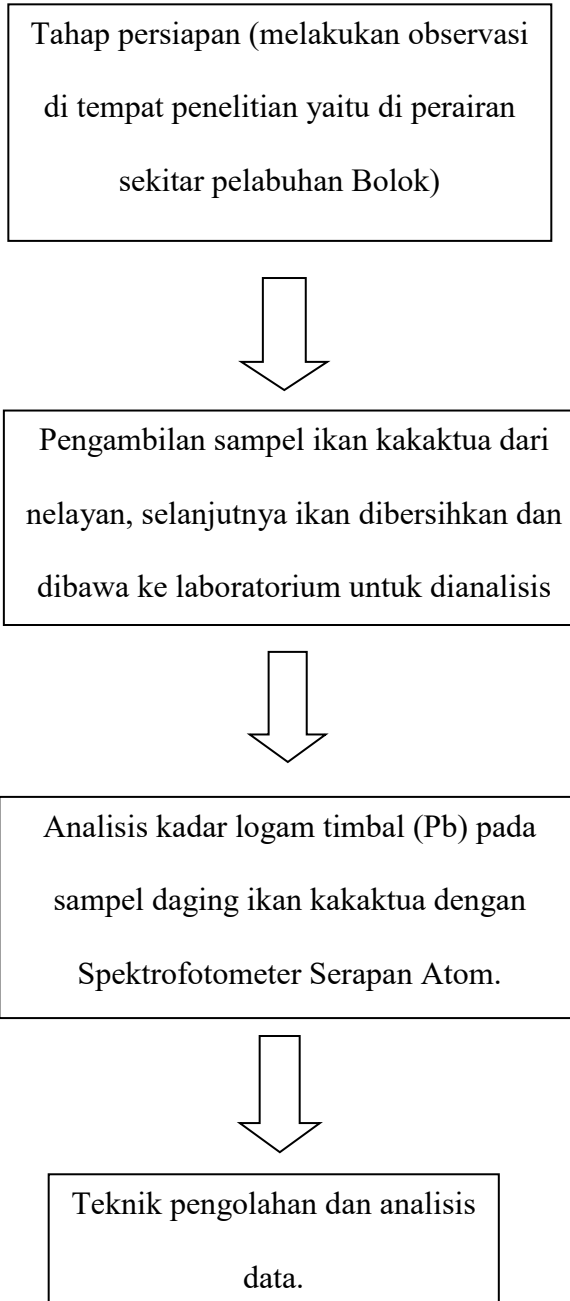 Tahap persiapan (melakukan observasi
di tempat penelitian yaitu di perairan
sekitar pelabuhan Bolok)
Pengambilan sampel ikan kakaktua dari
nelayan, selanjutnya ikan dibersihkan dan
dibawa ke laboratorium untuk dianalisis
Analisis kadar logam timbal (Pb) pada
sampel daging ikan kakaktua dengan
Spektrofotometer Serapan Atom.
Teknik pengolahan dan analisis
data.